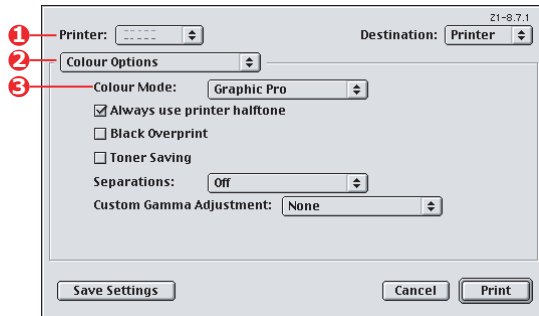 Z1-8.7.1
1 Printer: Destination: Printer
2 Colour Options
3 Colour Mode: Graphic Pro
Always use printer halftone
Black Overprint
Toner Saving
Separations: Off
Custom Gamma Adjustment: None
Save Settings Cancel Print